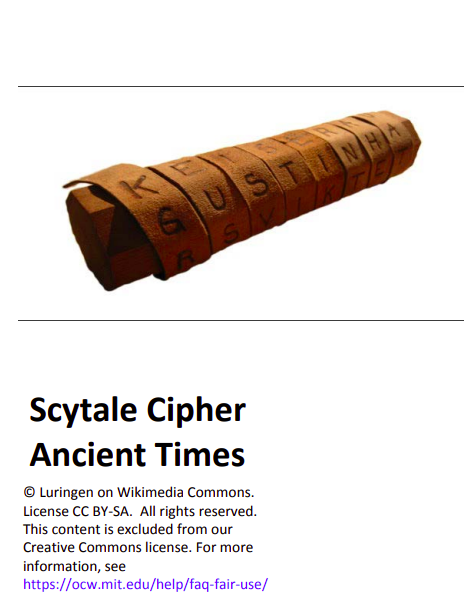 GUSTINHA
Scytale Cipher
Ancient Times
© Luringen on Wikimedia Commons.
License CC BY-SA. All rights reserved.
This content is excluded from our
Creative Commons license. For more
information, see
https://ocw.mit.edu/help/faq-fair-use/